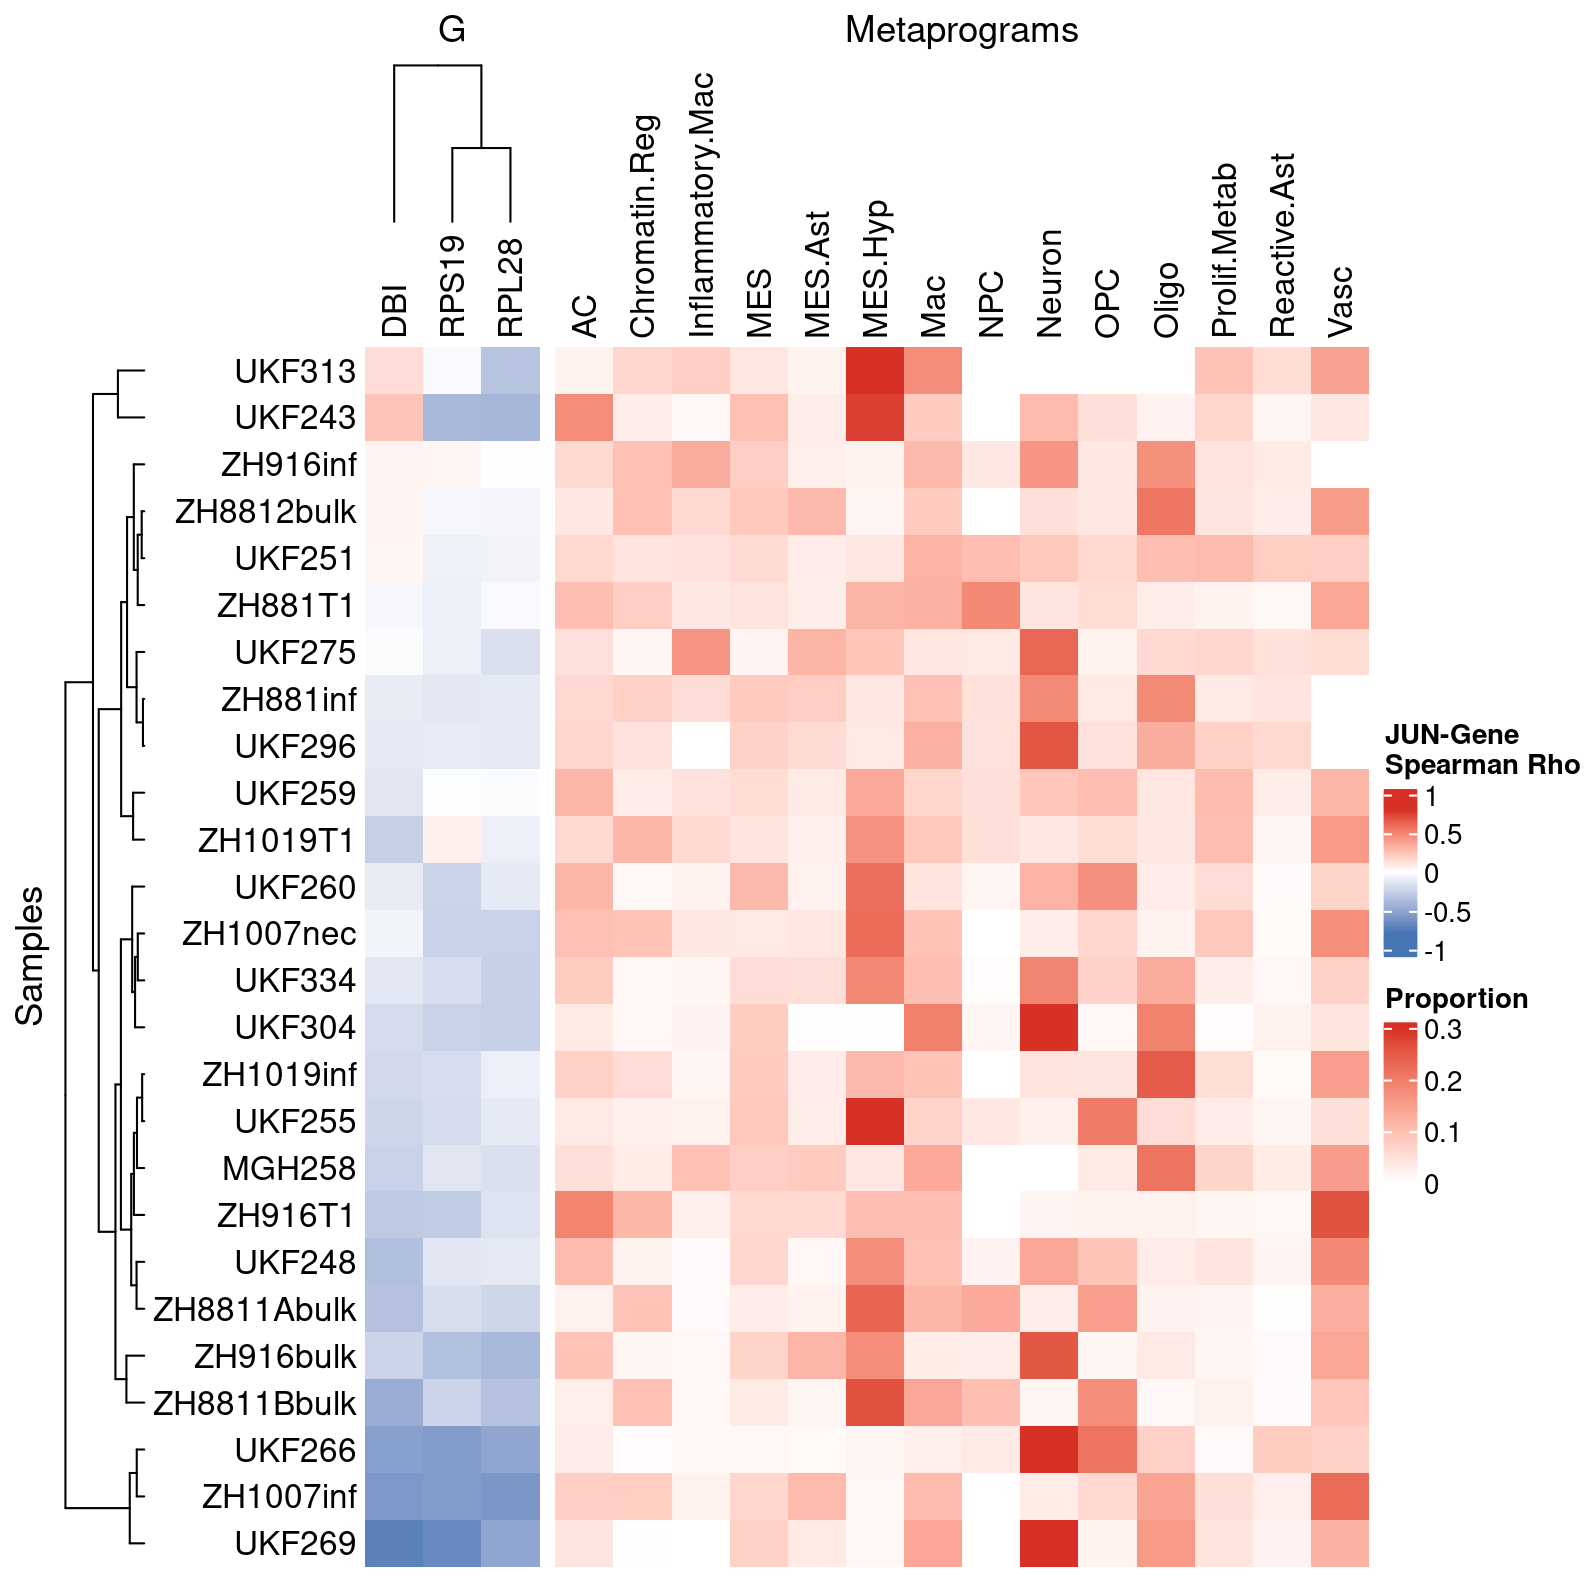 G
Metaprograms
DBI
RPS19
RPL28
AC
Chromatin.Reg
Inflammatory.Mac
MES
MES.Ast
MES.Hyp
Mac
NPC
Neuron
OPC
Oligo
Prolif.Metab
Reactive.Ast
Vasc
Samples
UKF313
UKF243
ZH916inf
ZH8812bulk
UKF251
ZH881T1
UKF275
ZH881inf
UKF296
UKF259
ZH1019T1
UKF260
ZH1007nec
UKF334
UKF304
ZH1019inf
UKF255
MGH258
ZH916T1
UKF248
ZH8811Abulk
ZH916bulk
ZH8811Bbulk
UKF266
ZH1007inf
UKF269
JUN-Gene
Spearman Rho
1
0.5
0
-0.5
-1
Proportion
0.3
0.2
0.1
0